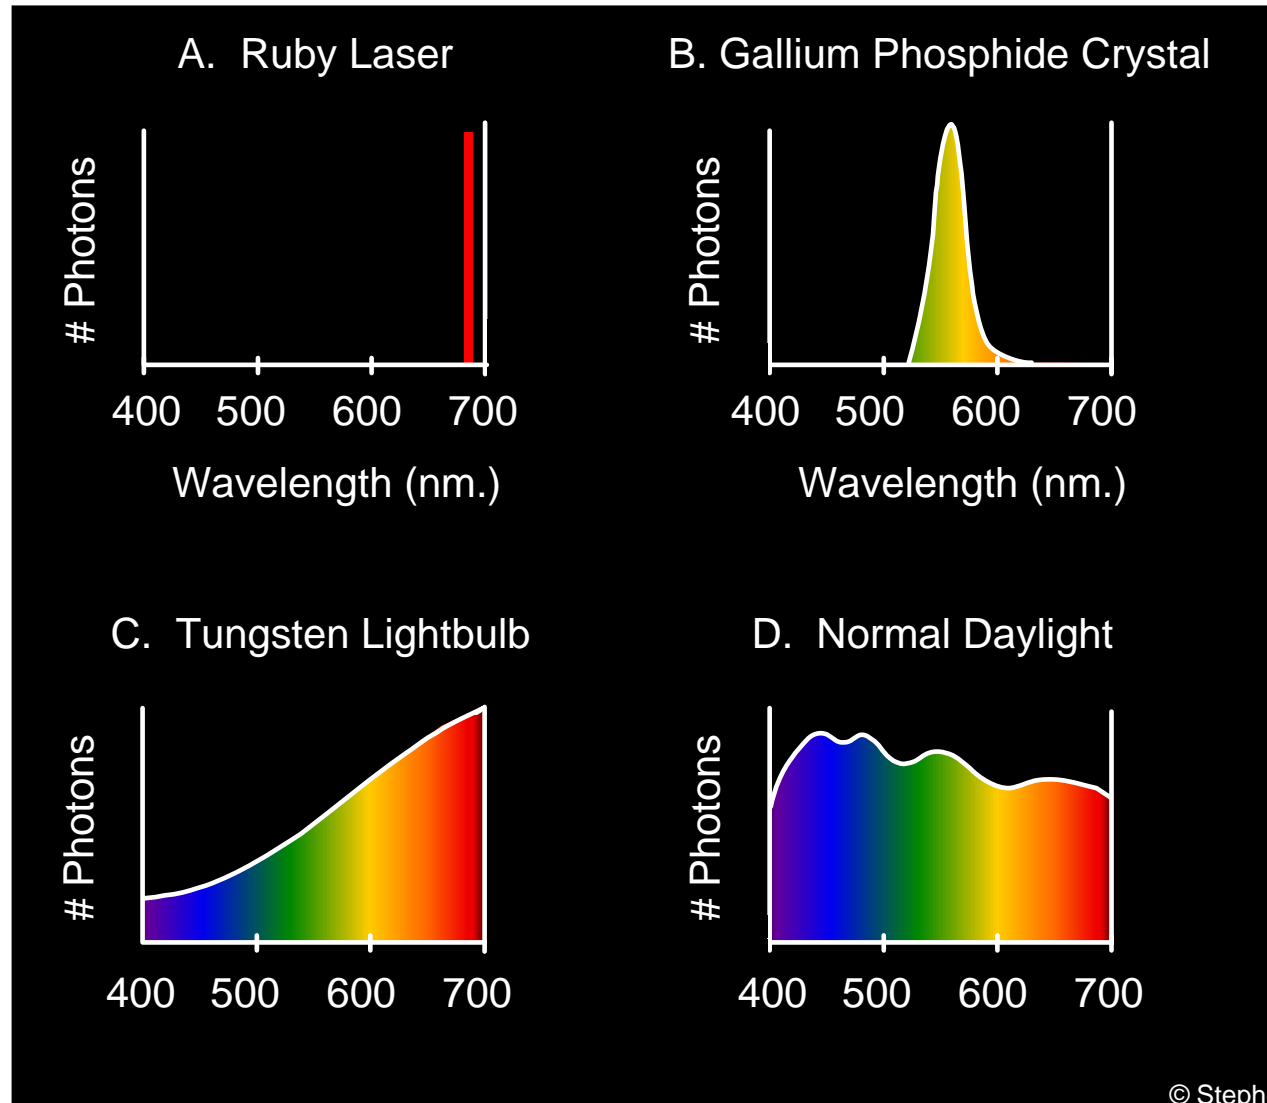 A. Ruby Laser
# Photons
400 500 600 700
Wavelength (nm.)
B. Gallium Phosphide Crystal
# Photons
400 500 600 700
Wavelength (nm.)
C. Tungsten Lightbulb
# Photons
400 500 600 700
D. Normal Daylight
# Photons
400 500 600 700
© Steph